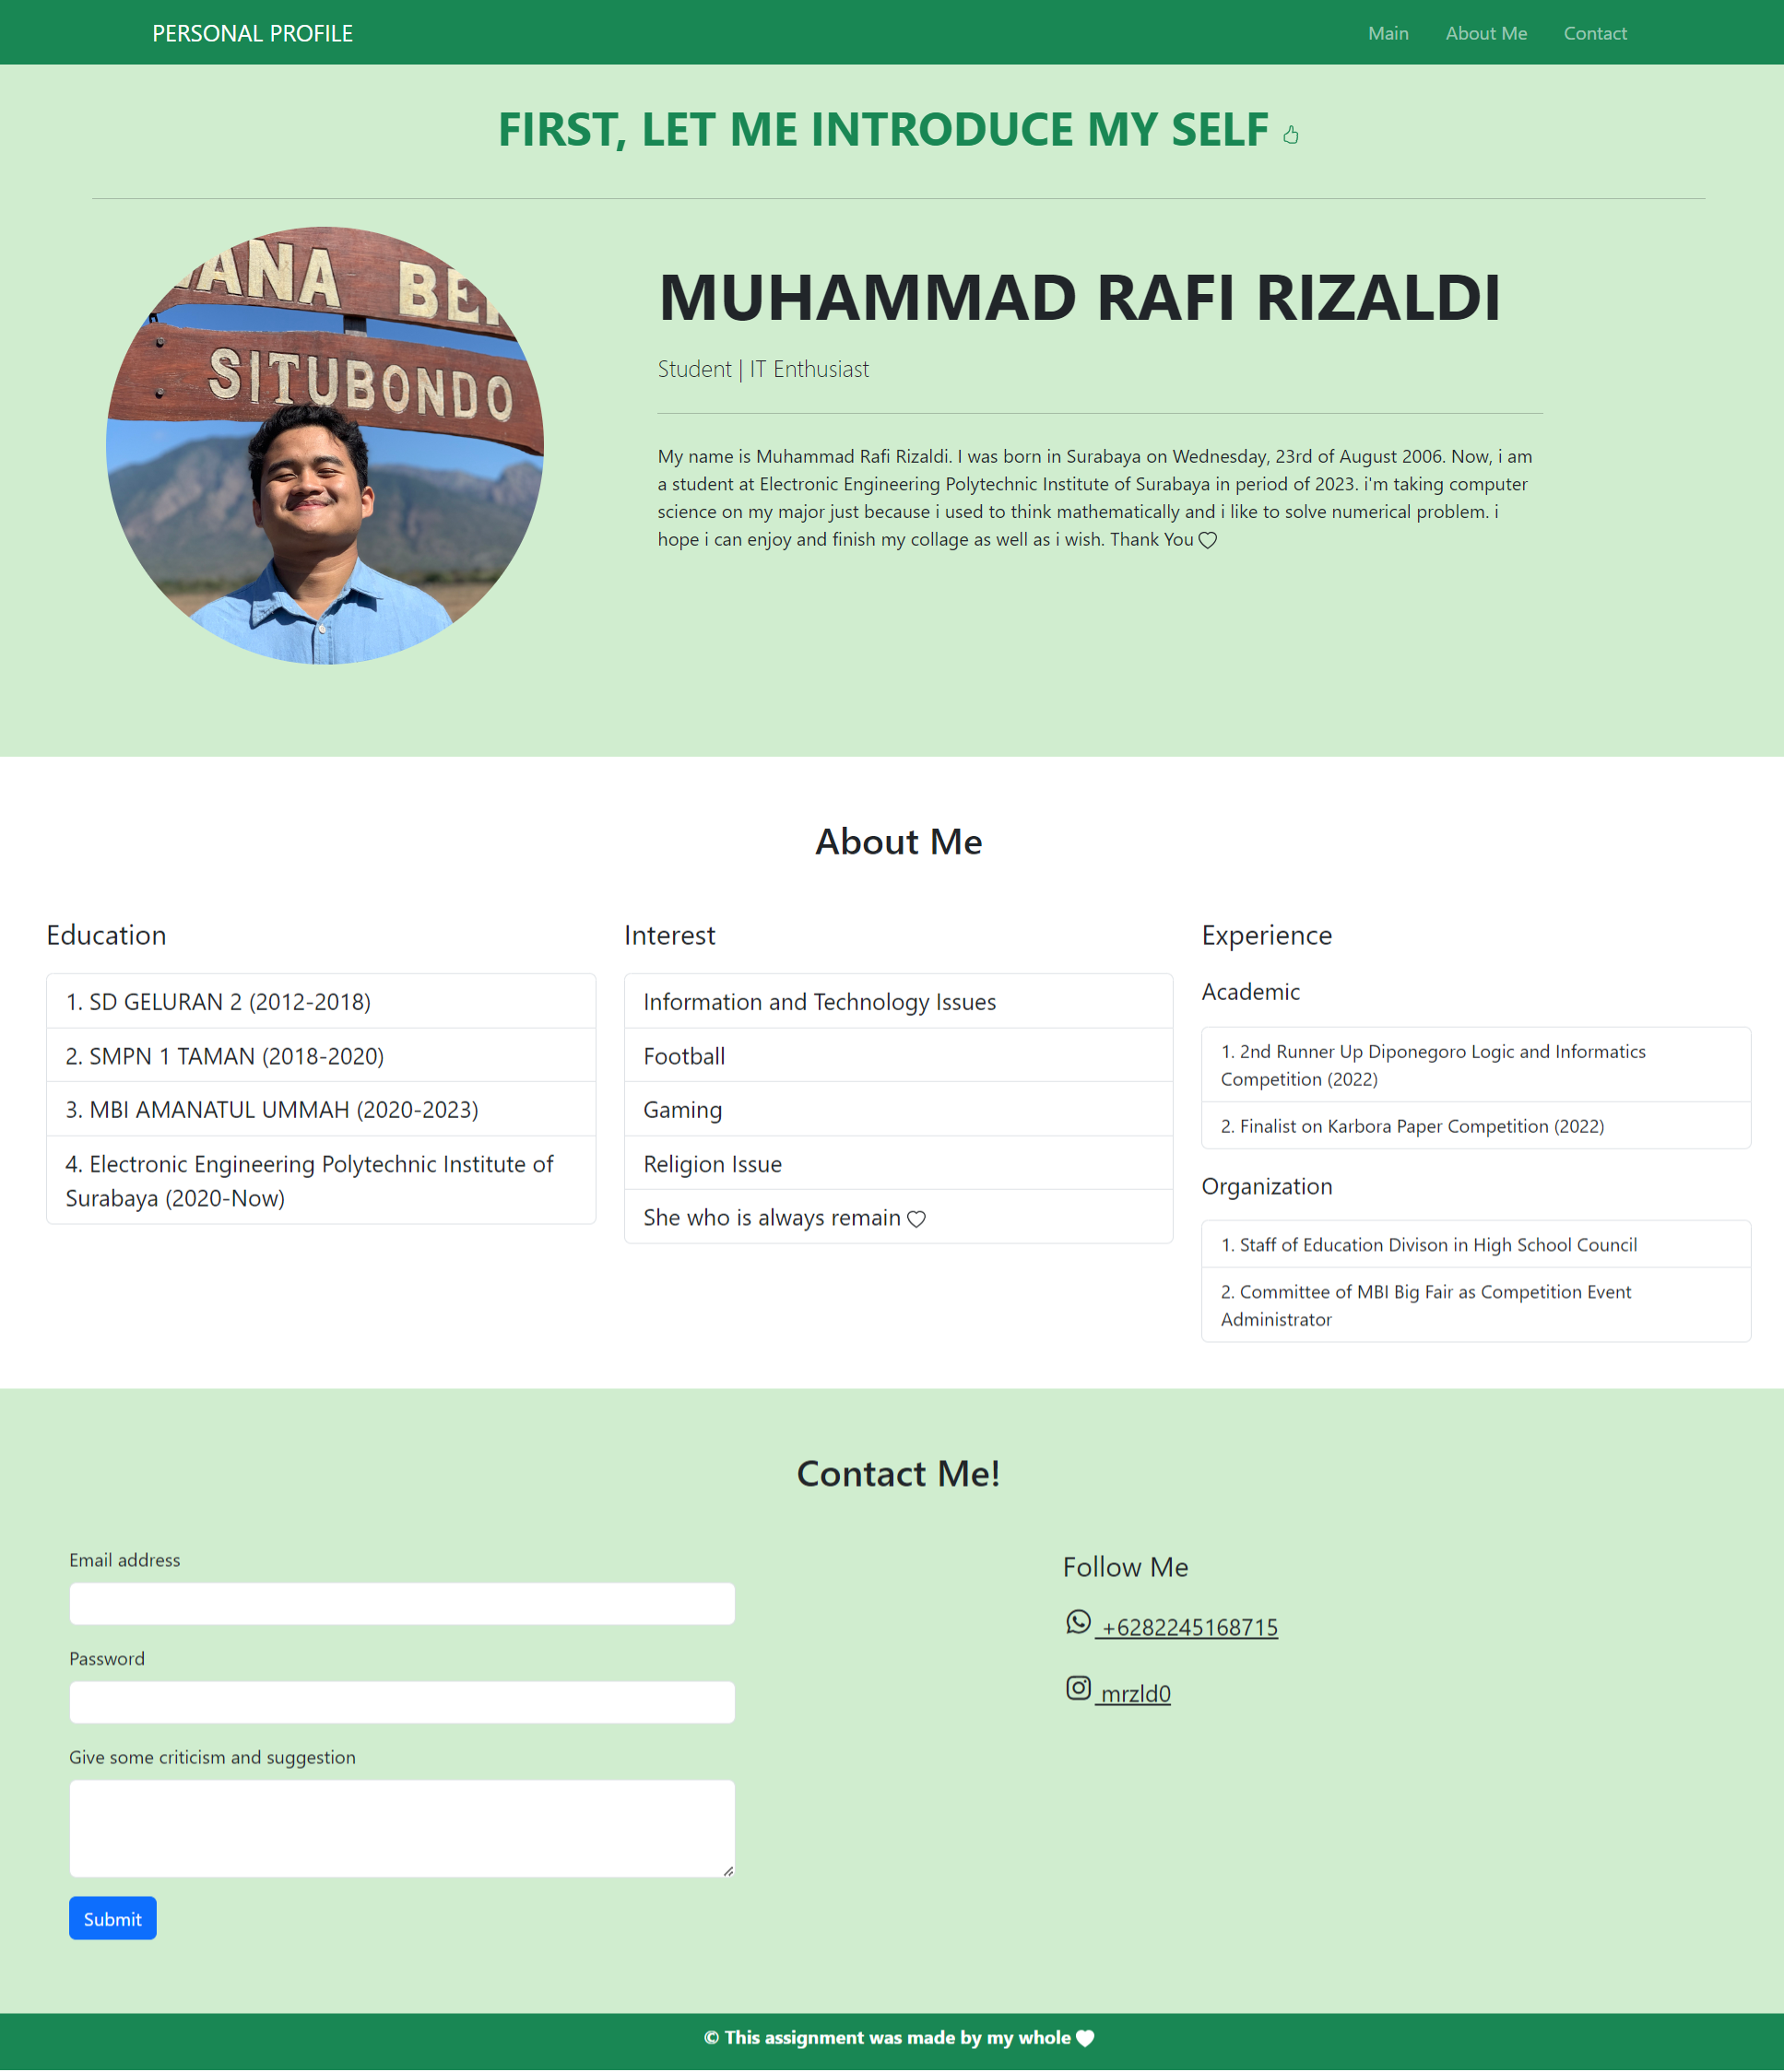 PERSONAL PROFILE
Main
About Me
Contact
FIRST, LET ME INTRODUCE MY SELF
SITUBONDO
MUHAMMAD RAFI RIZALDI
Student | IT Enthusiast
My name is Muhammad Rafi Rizaldi. I was born in Surabaya on Wednesday, 23rd of August 2006. Now, i am
a student at Electronic Engineering Polytechnic Institute of Surabaya in period of 2023. i'm taking computer
science on my major just because i used to think mathematically and i like to solve numerical problem. i
hope i can enjoy and finish my collage as well as i wish. Thank You
About Me
Education
1. SD GELURAN 2 (2012-2018)
2. SMPN 1 TAMAN (2018-2020)
3. MBI AMANATUL UMMAH (2020-2023)
4. Electronic Engineering Polytechnic Institute of
Surabaya (2020-Now)
Interest
Information and Technology Issues
Football
Gaming
Religion Issue
She who is always remain
Experience
Academic
1. 2nd Runner Up Diponegoro Logic and Informatics
Competition (2022)
2. Finalist on Karbora Paper Competition (2022)
Organization
1. Staff of Education Divison in High School Council
2. Committee of MBI Big Fair as Competition Event
Administrator
Contact Me!
Email address
Password
Give some criticism and suggestion
Submit
Follow Me
+6282245168715
mrzld0
© This assignment was made by my whole